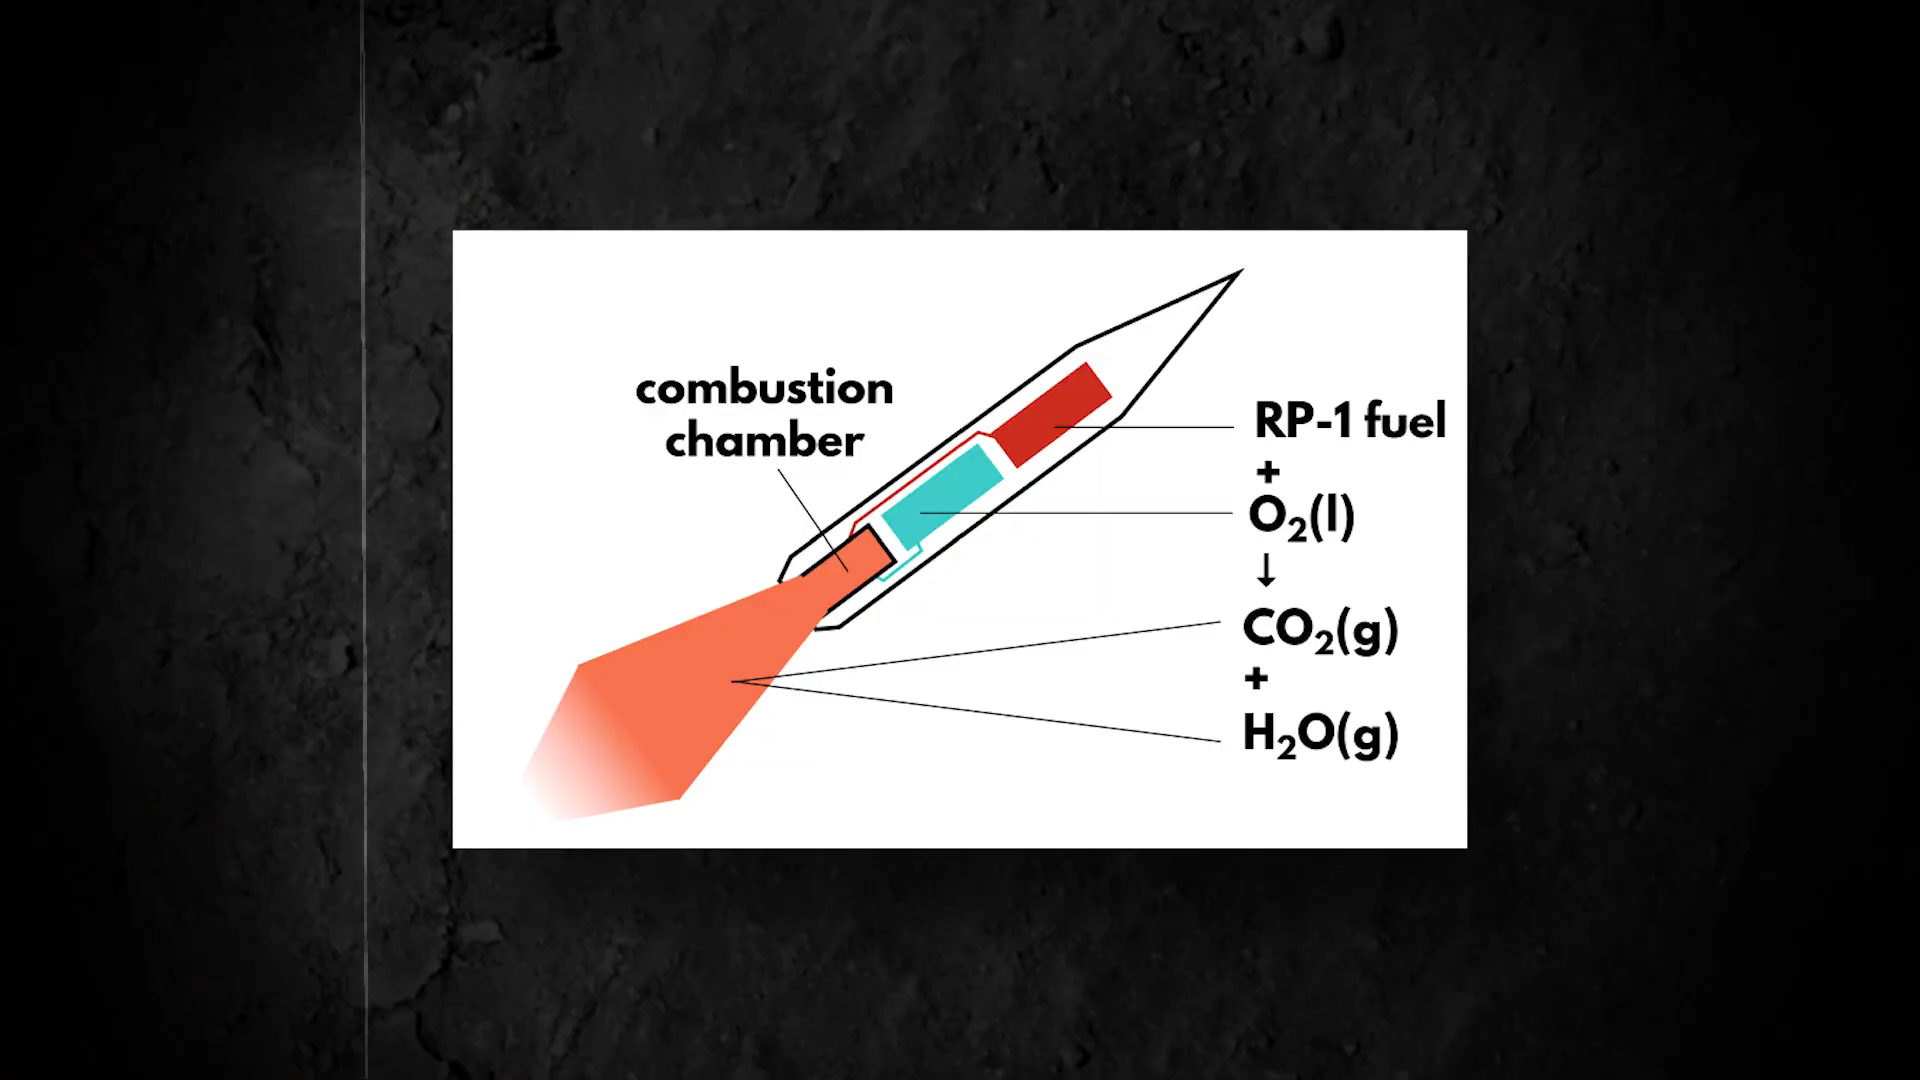 combustion
chamber
RP-1 fuel
+
O₂(l)
↓
CO₂(g)
+
H₂O(g)